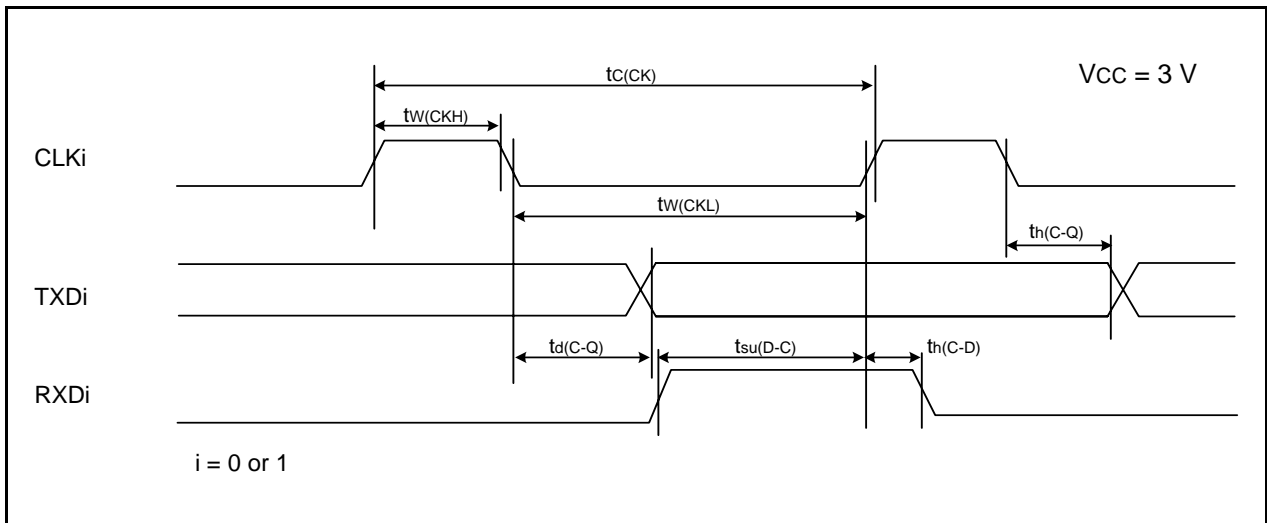 tC(CK)
VCC = 3 V
tW(CKH)
CLKi
tW(CKL)
th(C-Q)
TXDi
td(C-Q)
tsu(D-C)
th(C-D)
RXDi
i = 0 or 1